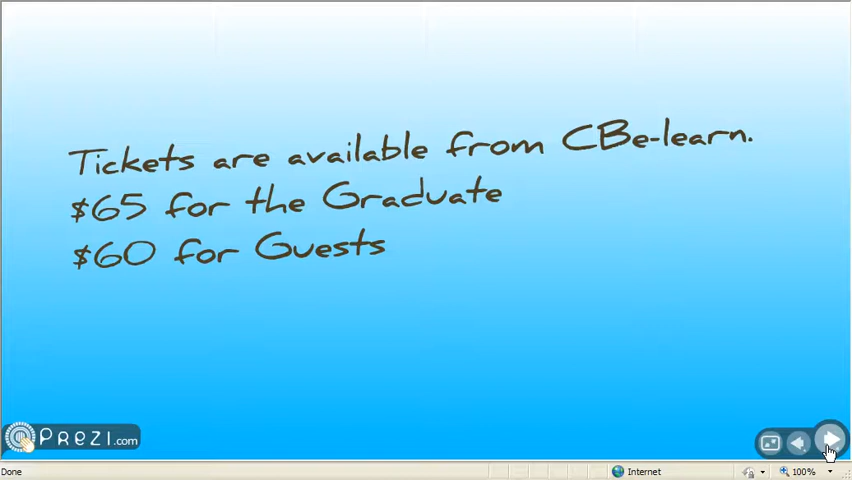 Tickets are available from CBe-learn.
$65 for the Graduate
$60 for Guests
PREZI.com
Done
Internet
100%